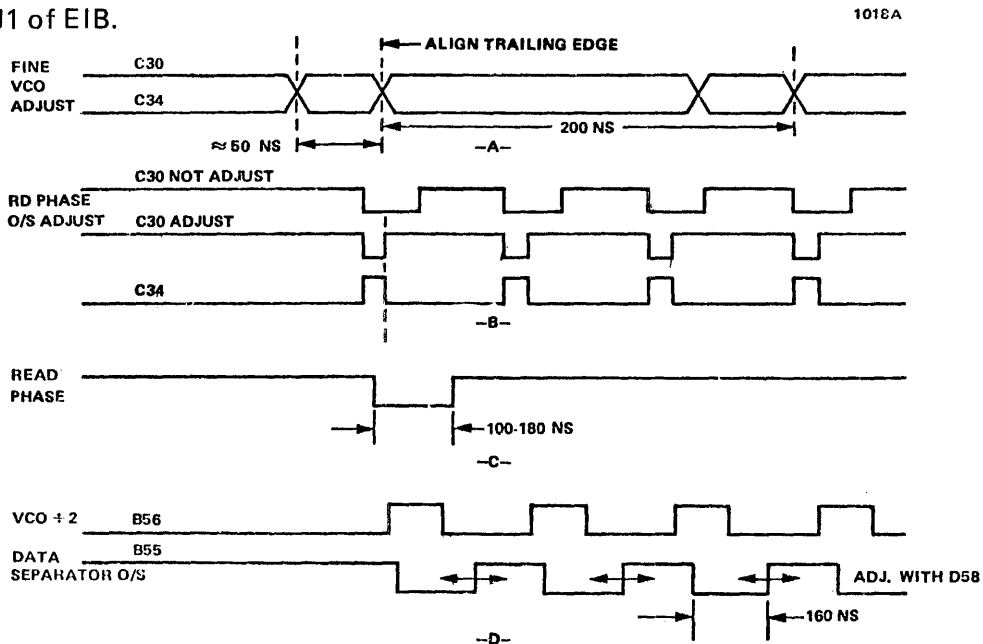 J1 of EIB.
1018A
ALIGN TRAILING EDGE
FINE
VCO
ADJUST
C30
C34
≈ 50 NS
200 NS
–A–
C30 NOT ADJUST
RD PHASE
O/S ADJUST
C30 ADJUST
C34
–B–
READ
PHASE
100-180 NS
–C–
VCO ÷ 2
B56
B55
DATA
SEPARATOR O/S
ADJ. WITH D58
160 NS
–D–